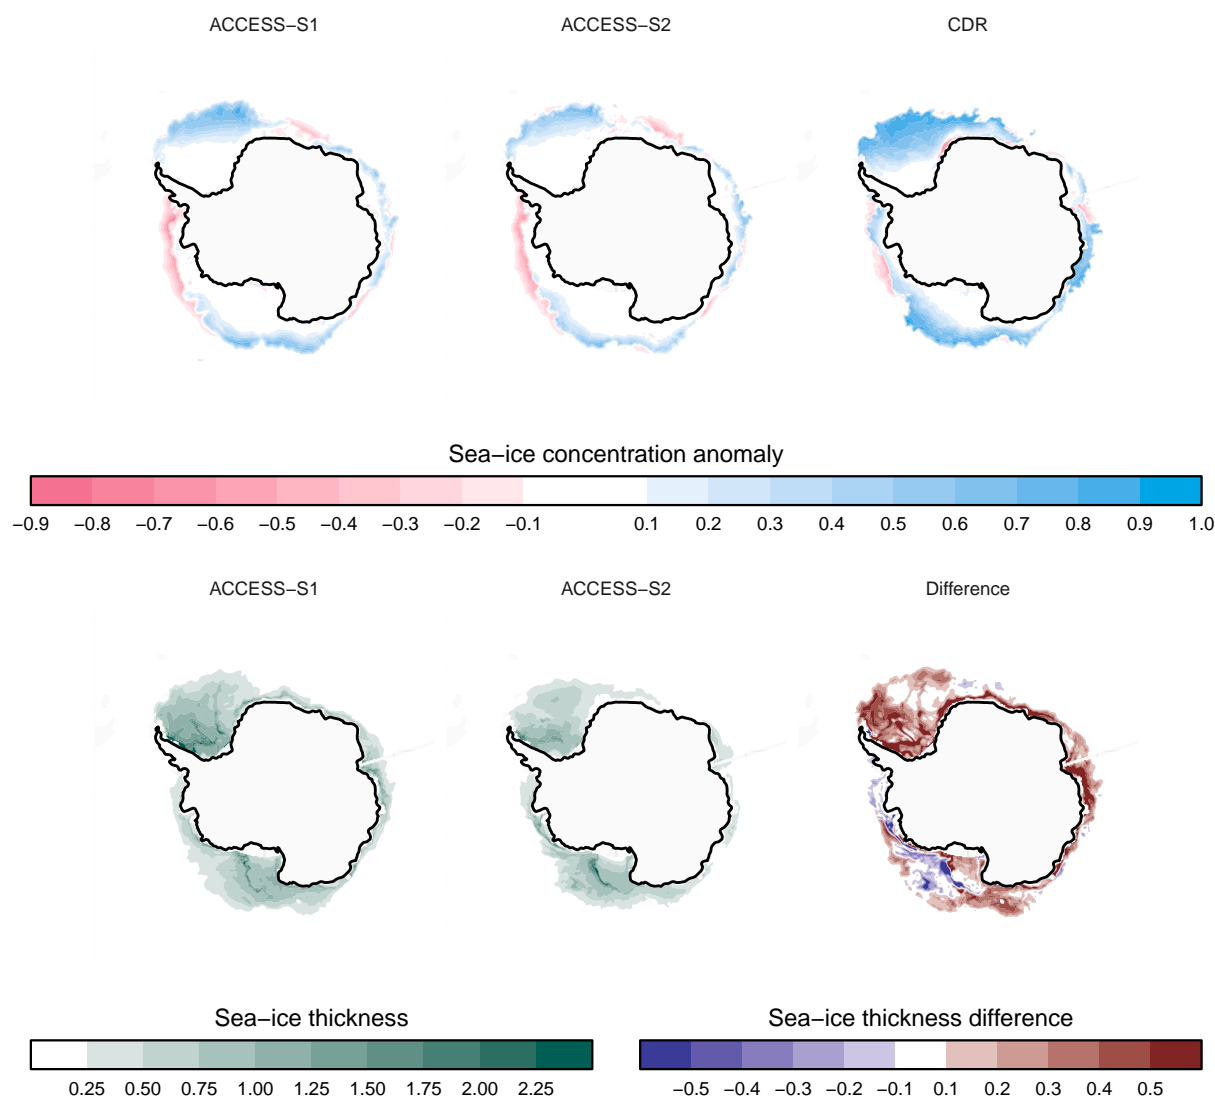 ACCESS−S1 ACCESS−S2 CDR
Sea−ice concentration anomaly
−0.9 −0.8 −0.7 −0.6 −0.5 −0.4 −0.3 −0.2 −0.1 0.1 0.2 0.3 0.4 0.5 0.6 0.7 0.8 0.9 1.0
ACCESS−S1 ACCESS−S2 Difference
Sea−ice thickness
0.25 0.50 0.75 1.00 1.25 1.50 1.75 2.00 2.25
Sea−ice thickness difference
−0.5 −0.4 −0.3 −0.2 −0.1 0.1 0.2 0.3 0.4 0.5